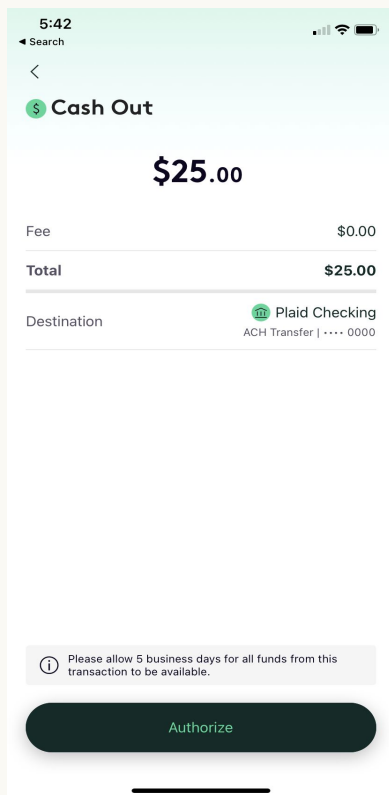 5:42
◄ Search
$ Cash Out
$25.00
Fee $0.00
Total $25.00
Destination Plaid Checking
ACH Transfer | •••• 0000
Please allow 5 business days for all funds from this
transaction to be available.
Authorize